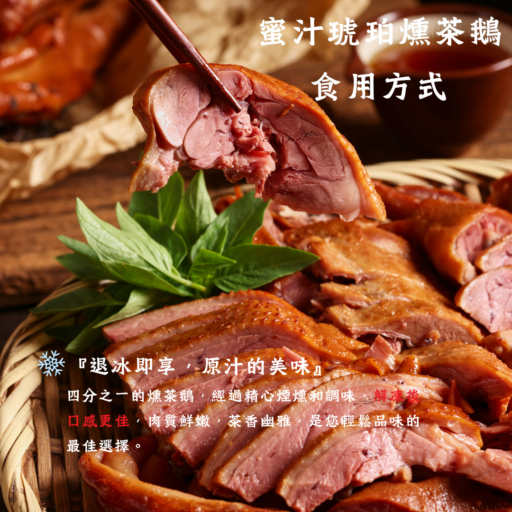 蜜汁琥珀燻茶鵝
食用方式
『退冰即享，原汁的美味』
四分之一的燻茶鵝，經過精心煙燻和調味，解凍後
口感更佳，肉質鮮嫩，茶香幽雅，是您輕鬆品味的
最佳選擇。